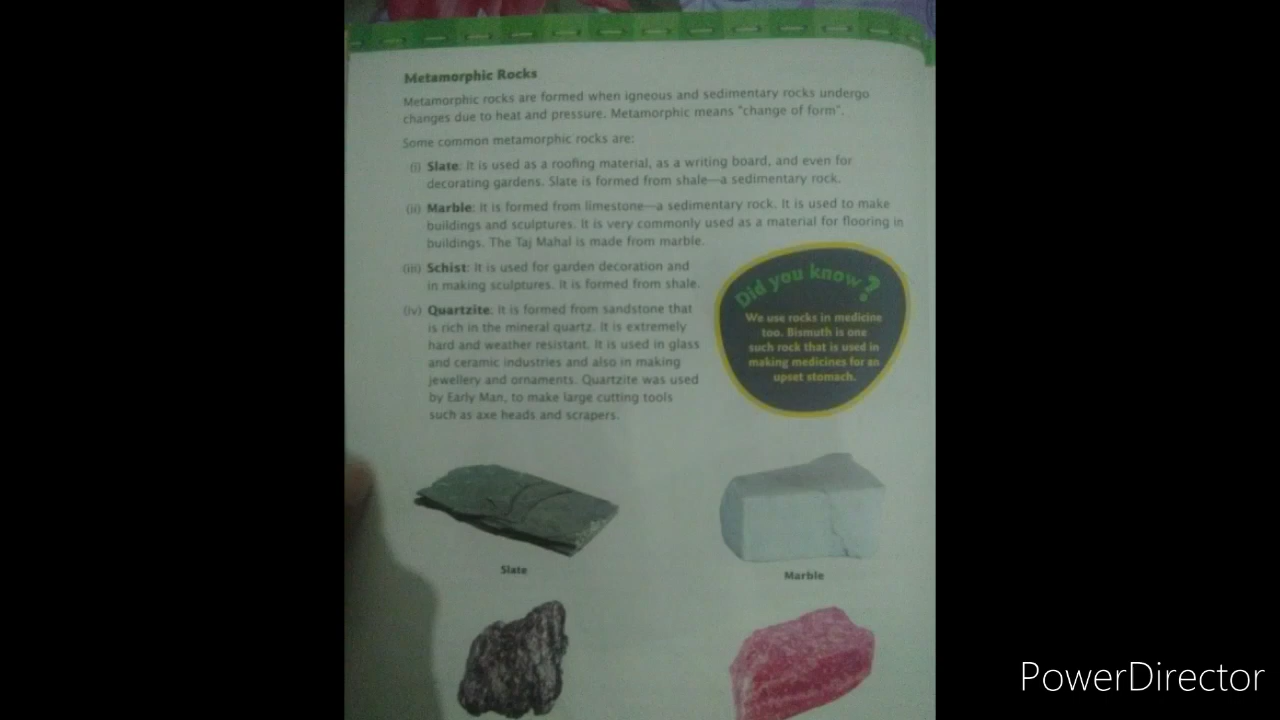 Metamorphic Rocks
Metamorphic rocks are formed when igneous and sedimentary rocks undergo
changes due to heat and pressure. Metamorphic means "change of form".
Some common metamorphic rocks are:
(i) Slate: It is used as a roofing material, as a writing board, and even for
decorating gardens. Slate is formed from shale—a sedimentary rock.
(ii) Marble: It is formed from limestone—a sedimentary rock. It is used to make
buildings and sculptures. It is very commonly used as a material for flooring in
buildings. The Taj Mahal is made from marble.
(iii) Schist: It is used for garden decoration and
in making sculptures. It is formed from shale.
(iv) Quartzite: It is formed from sandstone that
is rich in the mineral quartz. It is extremely
hard and weather resistant. It is used in glass
and ceramic industries and also in making
jewellery and ornaments. Quartzite was used
by Early Man, to make large cutting tools
such as axe heads and scrapers.
Did you know?
We use rocks in medicine
too. Bismuth is one
such rock that is used in
making medicines for an
upset stomach.
Slate
Marble
PowerDirector